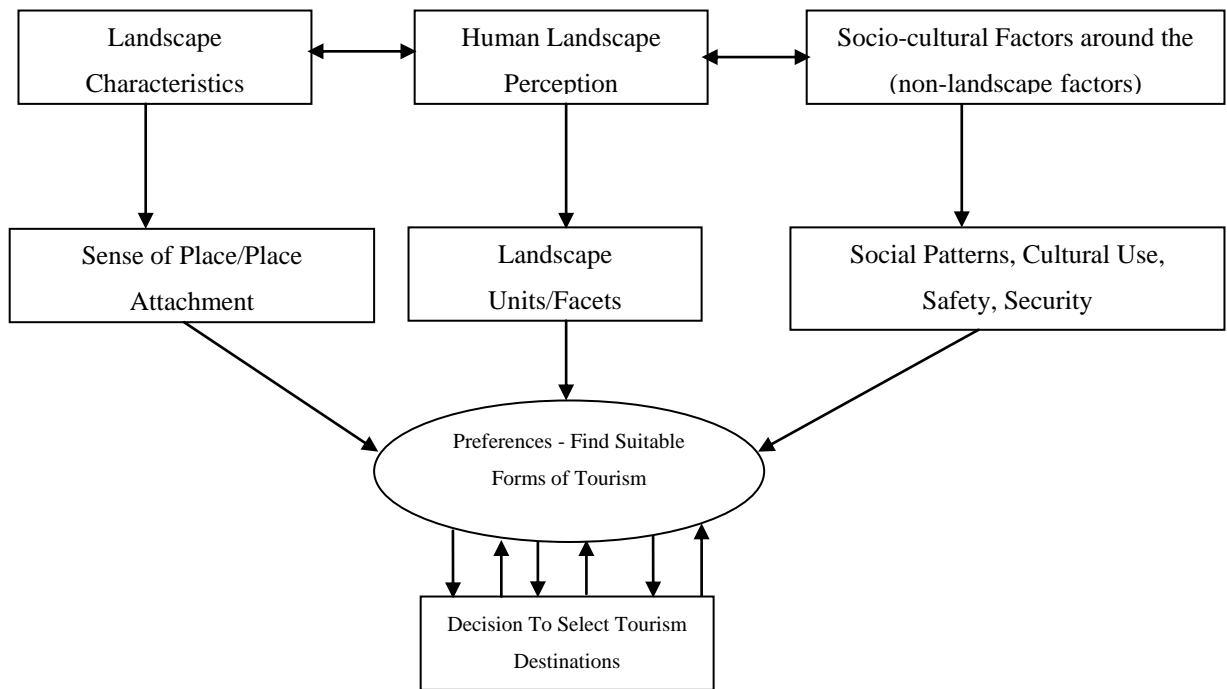 Landscape
Characteristics
Human Landscape
Perception
Socio-cultural Factors around the
(non-landscape factors)
Sense of Place/Place
Attachment
Landscape
Units/Facets
Social Patterns, Cultural Use,
Safety, Security
Preferences - Find Suitable
Forms of Tourism
Decision To Select Tourism
Destinations